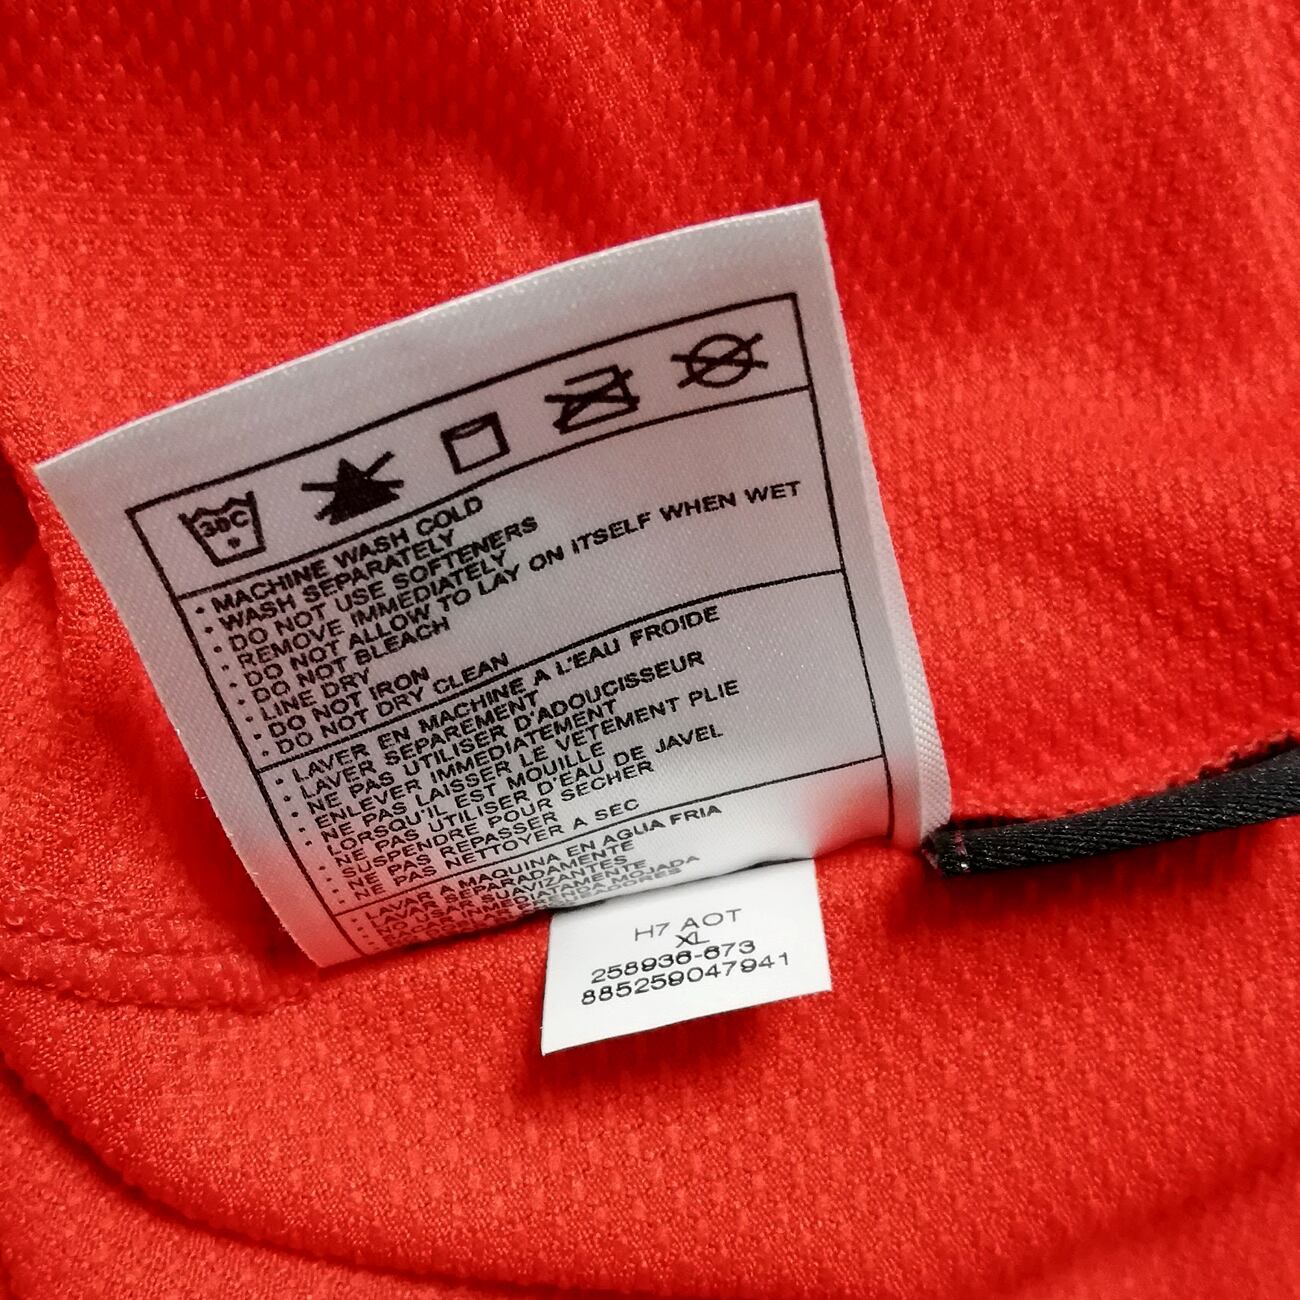 30C
• MACHINE WASH COLD
• WASH SEPARATELY
• DO NOT USE SOFTENERS
• REMOVE IMMEDIATELY
• DO NOT ALLOW TO LAY ON ITSELF WHEN WET
• DO NOT BLEACH
• LINE DRY
• DO NOT IRON
• DO NOT DRY CLEAN
• LAVER EN MACHINE A L'EAU FROIDE
• LAVER SEPAREMENT
• NE PAS UTILISER D'ADOUCISSEUR
• ENLEVER IMMEDIATEMENT
• NE PAS LAISSER LE VETEMENT PLIE
LORSQU'IL EST MOUILLE
• NE PAS UTILISER D'EAU DE JAVEL
• SUSPENDRE POUR SECHER
• NE PAS REPASSER
• NE PAS NETTOYER A SEC
• LAVAR A MAQUINA EN AGUA FRIA
• LAVAR SEPARADAMENTE
SUAVIZANTES
MOJADA
H7 AOT
XL
258936-673
885259047941